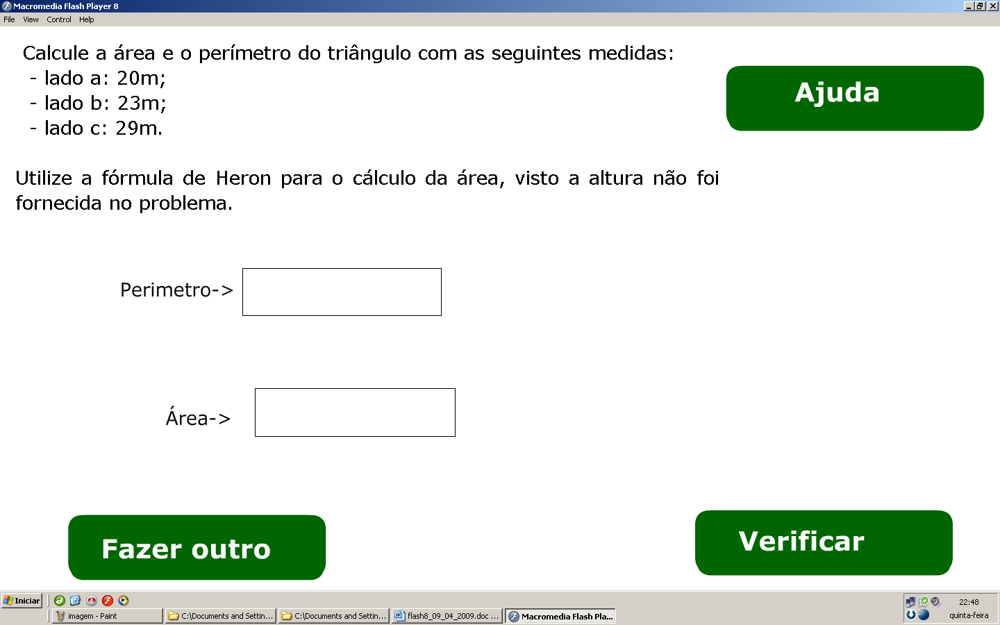 Macromedia Flash Player 8
File View Control Help
Calcule a área e o perímetro do triângulo com as seguintes medidas:
- lado a: 20m;
- lado b: 23m;
- lado c: 29m.
Ajuda
Utilize a fórmula de Heron para o cálculo da área, visto a altura não foi
fornecida no problema.
Perimetro->
Área->
Fazer outro
Verificar
Iniciar
22:48
imagem - Paint
C:\Documents and Settin...
C:\Documents and Settin...
flash8_09_04_2009.doc ...
Macromedia Flash Pla...
quinta-feira